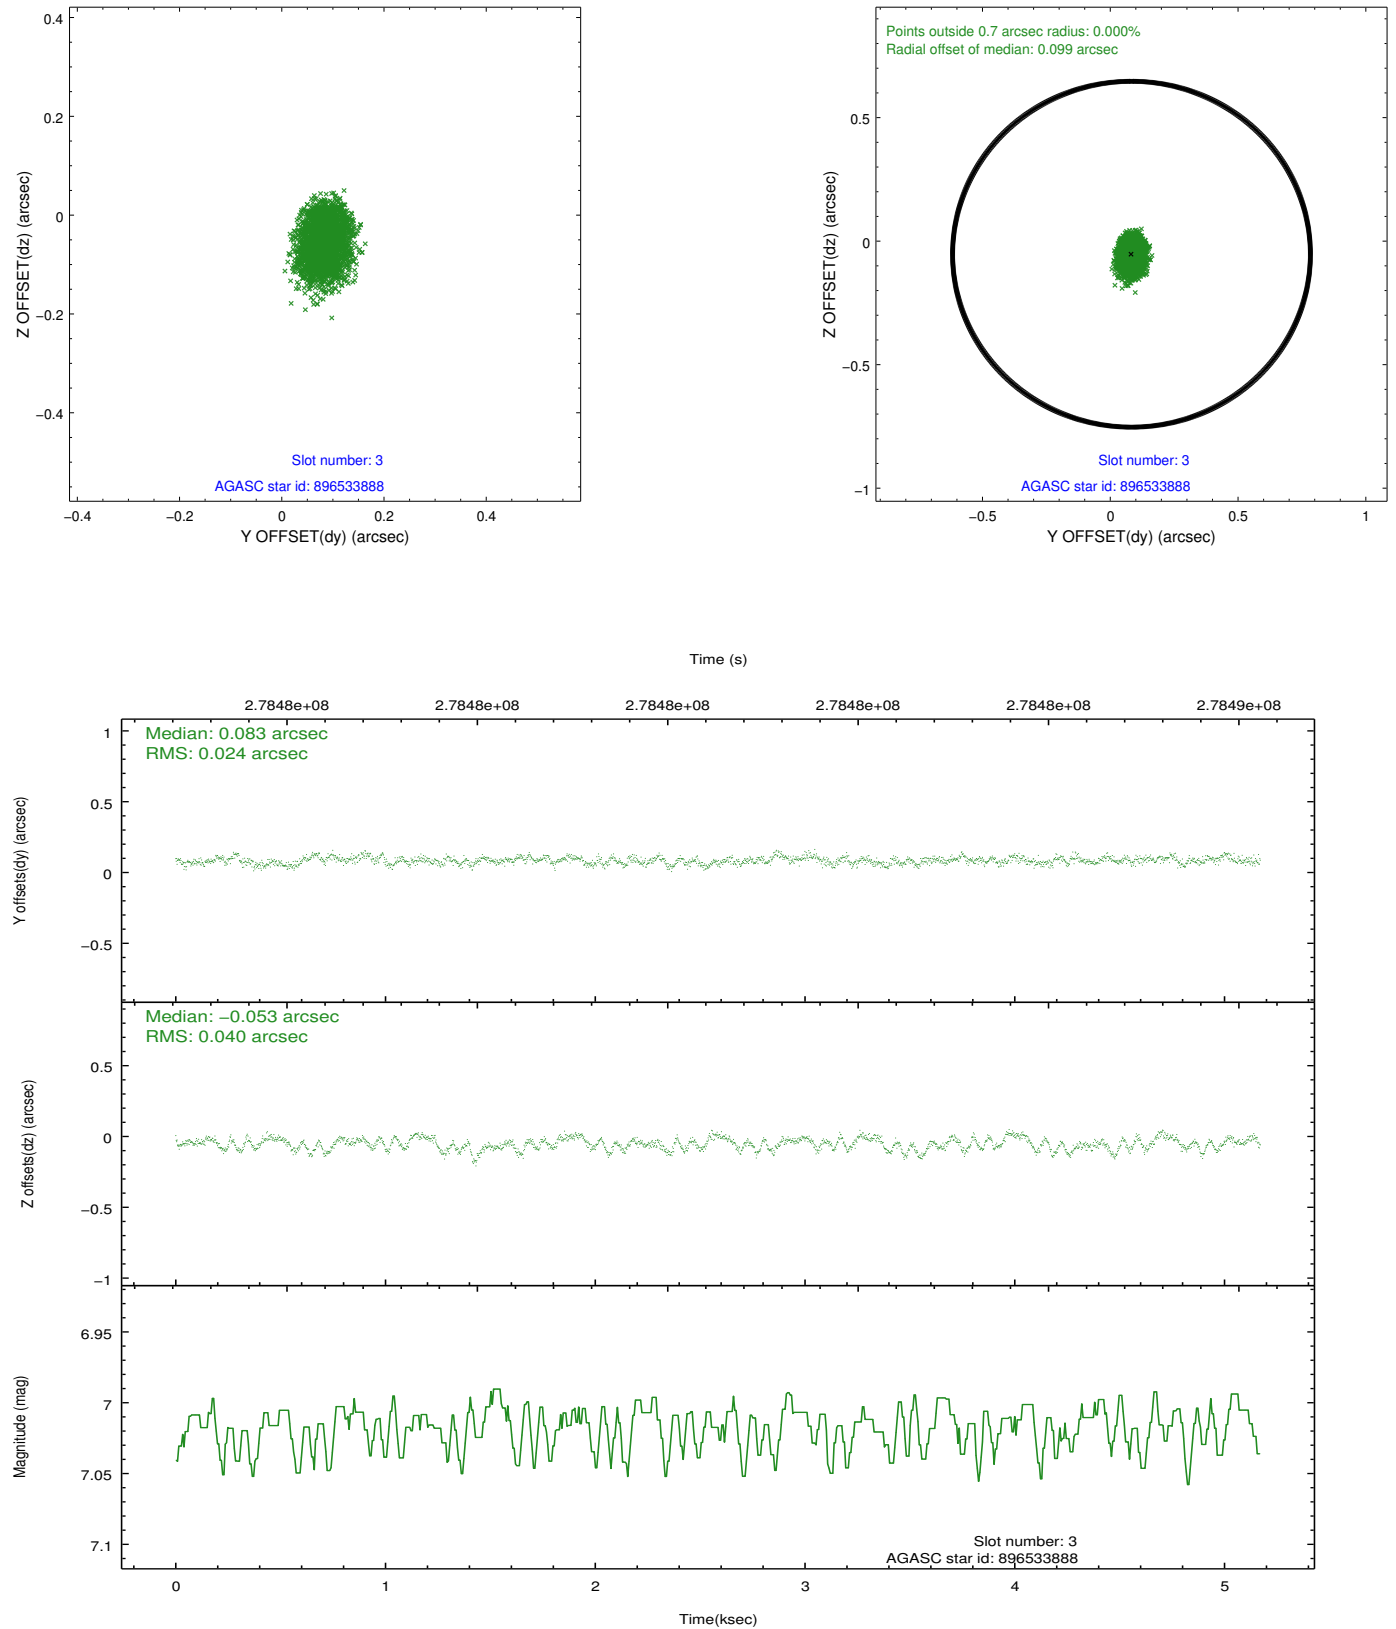 0.4
0.2
0
−0.2
−0.4
Z OFFSET(dz) (arcsec)
Slot number: 3
AGASC star id: 896533888
−0.4 −0.2 0 0.2 0.4
Y OFFSET(dy) (arcsec)
Points outside 0.7 arcsec radius: 0.000%
Radial offset of median: 0.099 arcsec
0.5
0
−0.5
−1
Z OFFSET(dz) (arcsec)
Slot number: 3
AGASC star id: 896533888
−0.5 0 0.5 1
Y OFFSET(dy) (arcsec)
Time (s)
2.7848e+08 2.7848e+08 2.7848e+08 2.7848e+08 2.7848e+08 2.7849e+08
Median: 0.083 arcsec
RMS: 0.024 arcsec
1
0.5
0
−0.5
Y offsets(dy) (arcsec)
Median: −0.053 arcsec
RMS: 0.040 arcsec
0.5
0
−0.5
−1
Z offsets(dz) (arcsec)
6.95
7
7.05
7.1
Magnitude (mag)
Slot number: 3
AGASC star id: 896533888
0 1 2 3 4 5
Time(ksec)